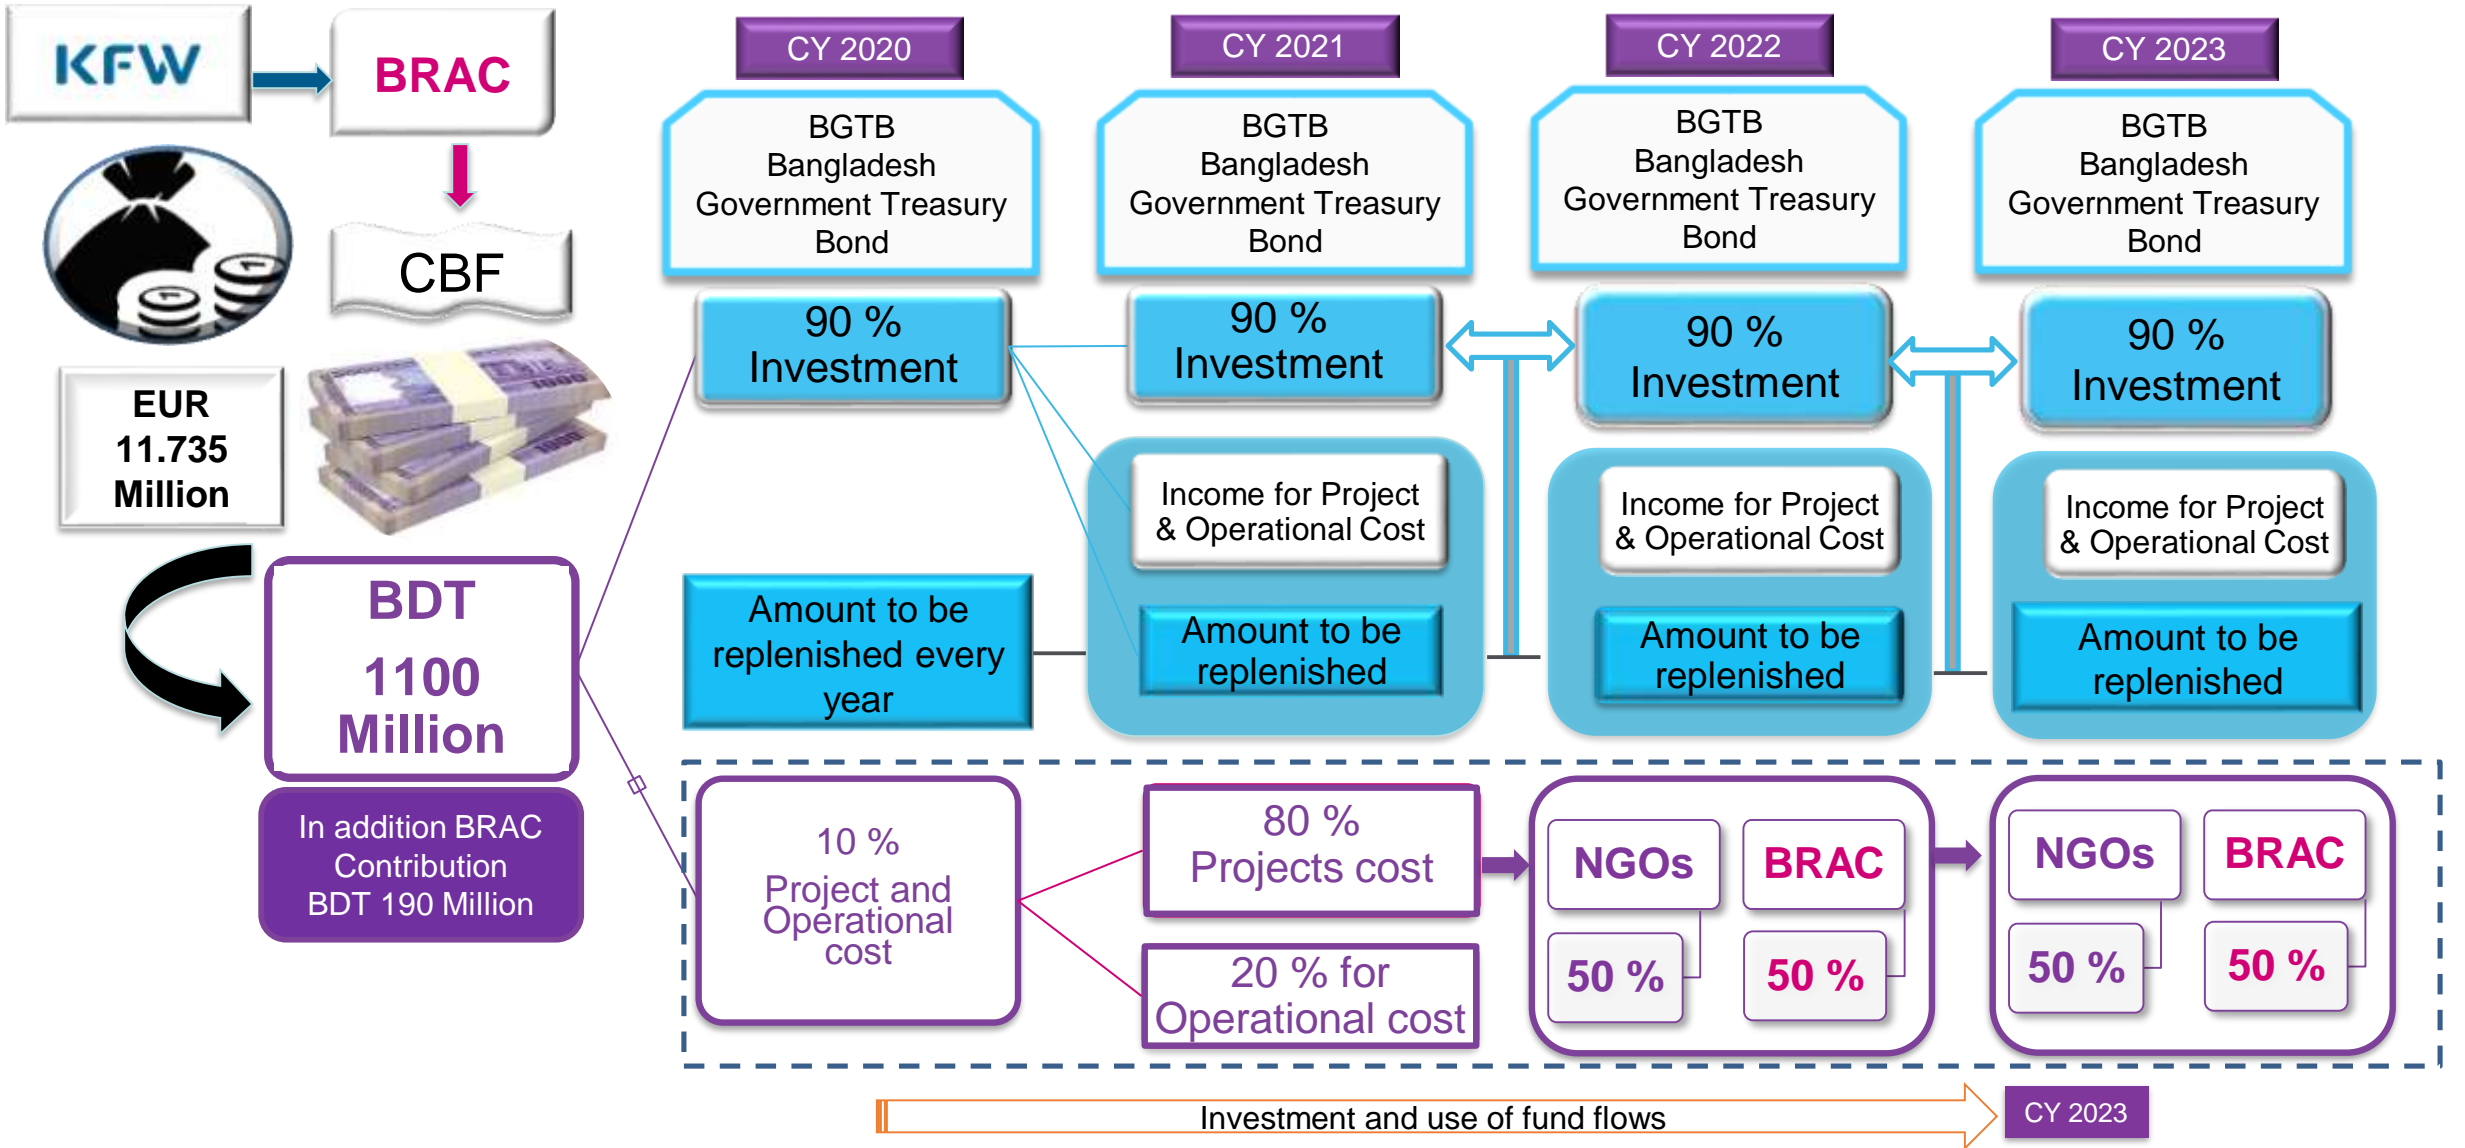 KFW
BRAC
CBF
EUR
11.735
Million
BDT
1100
Million
In addition BRAC
Contribution
BDT 190 Million
CY 2020
CY 2021
CY 2022
CY 2023
BGTB
Bangladesh
Government Treasury
Bond
BGTB
Bangladesh
Government Treasury
Bond
BGTB
Bangladesh
Government Treasury
Bond
BGTB
Bangladesh
Government Treasury
Bond
90 %
Investment
90 %
Investment
90 %
Investment
90 %
Investment
Income for Project
& Operational Cost
Income for Project
& Operational Cost
Income for Project
& Operational Cost
Amount to be
replenished every
year
Amount to be
replenished
Amount to be
replenished
Amount to be
replenished
10 %
Project and
Operational
cost
80 %
Projects cost
20 % for
Operational cost
NGOs
BRAC
50 %
50 %
NGOs
BRAC
50 %
50 %
Investment and use of fund flows
CY 2023